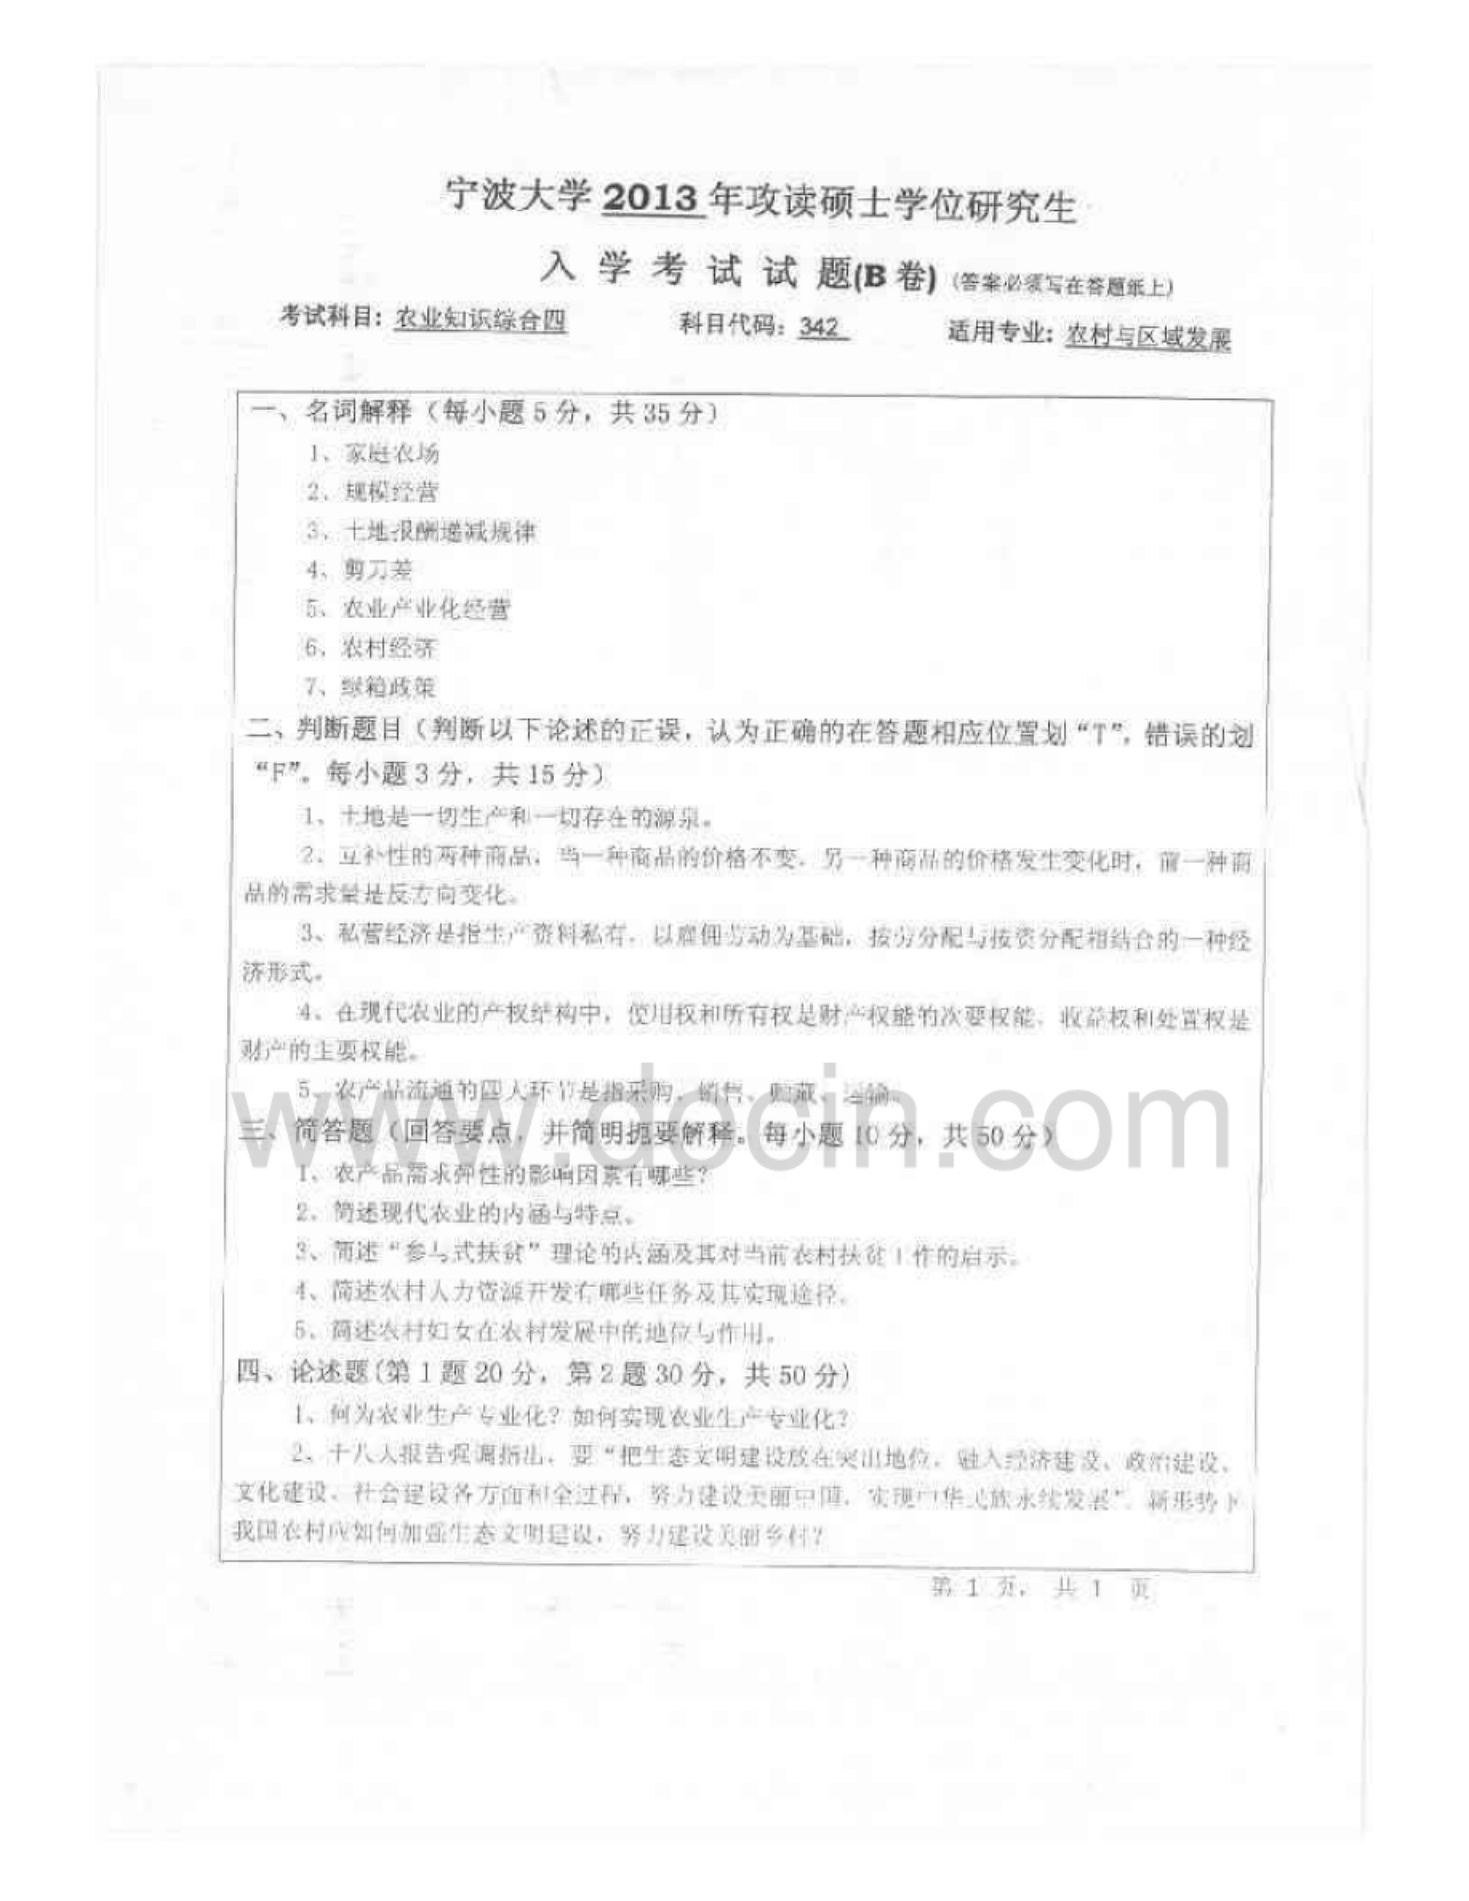 宁波大学 2013 年攻读硕士学位研究生
入 学 考 试 试 题(B 卷) (答案必须写在答题纸上)
考试科目: 农业知识综合四 科目代码: 342 适用专业: 农村与区域发展
一、名词解释（每小题 5 分，共 35 分）
1、家庭农场
2、规模经营
3、土地报酬递减规律
4、剪刀差
5、农业产业化经营
6、农村经济
7、绿箱政策
二、判断题目（判断以下论述的正误，认为正确的在答题相应位置划“T”，错误的划
“F”。每小题 3 分，共 15 分）
1、土地是一切生产和一切存在的源泉。
2、互补性的两种商品，当一种商品的价格不变，另一种商品的价格发生变化时，前一种商
品的需求量是反方向变化。
3、私营经济是指生产资料私有，以雇佣劳动为基础，按劳分配与按资分配相结合的一种经
济形式。
4、在现代农业的产权结构中，使用权和所有权是财产权能的次要权能，收益权和处置权是
财产的主要权能。
5、农产品流通的四大环节是指采购、销售、贮藏、运输。
www.docin.com
三、简答题（回答要点，并简明扼要解释。每小题 10 分，共 50 分）
1、农产品需求弹性的影响因素有哪些？
2、简述现代农业的内涵与特点。
3、简述“参与式扶贫”理论的内涵及其对当前农村扶贫工作的启示。
4、简述农村人力资源开发有哪些任务及其实现途径。
5、简述农村妇女在农村发展中的地位与作用。
四、论述题(第 1 题 20 分，第 2 题 30 分，共 50 分)
1、何为农业生产专业化？如何实现农业生产专业化？
2、十八大报告强调指出，要“把生态文明建设放在突出地位，融入经济建设、政治建设、
文化建设、社会建设各方面和全过程，努力建设美丽中国，实现中华民族永续发展”。新形势下
我国农村应如何加强生态文明建设，努力建设美丽乡村？
第 1 页， 共 1 页